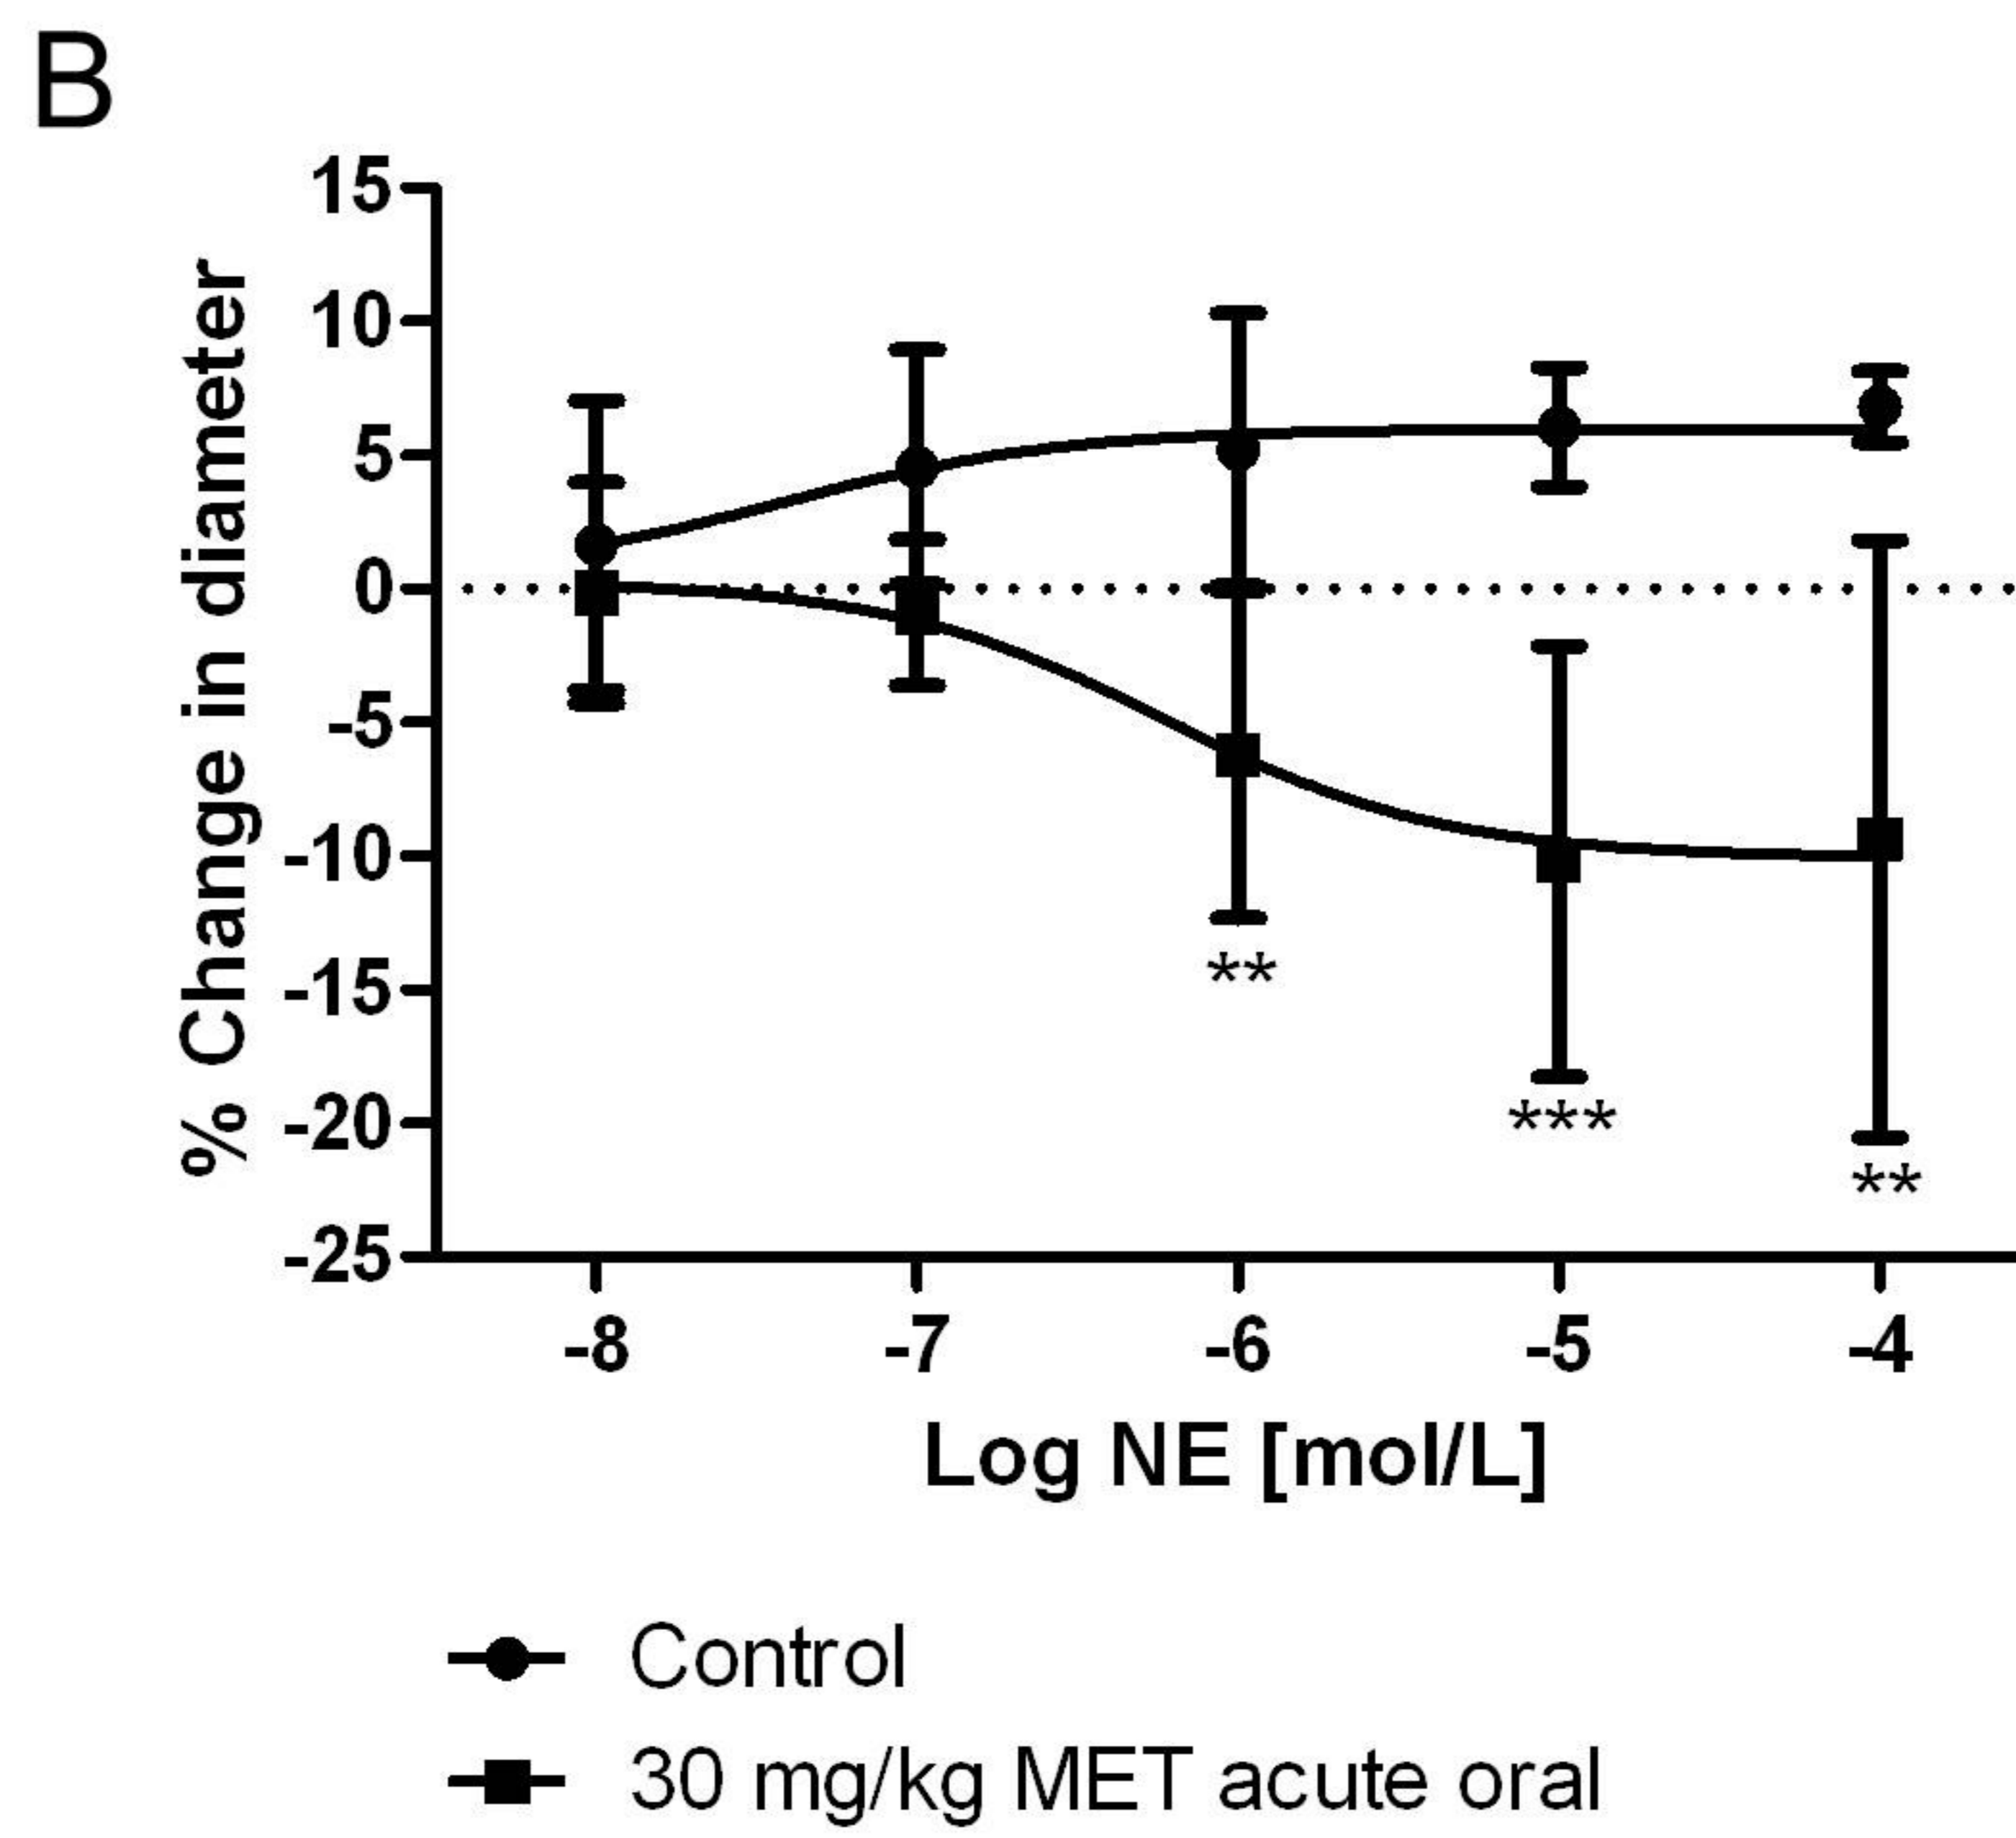 B
15
10
5
0
-5
-10
-15
-20
-25
% Change in diameter
**
***
**
-8 -7 -6 -5 -4
Log NE [mol/L]
Control
30 mg/kg MET acute oral